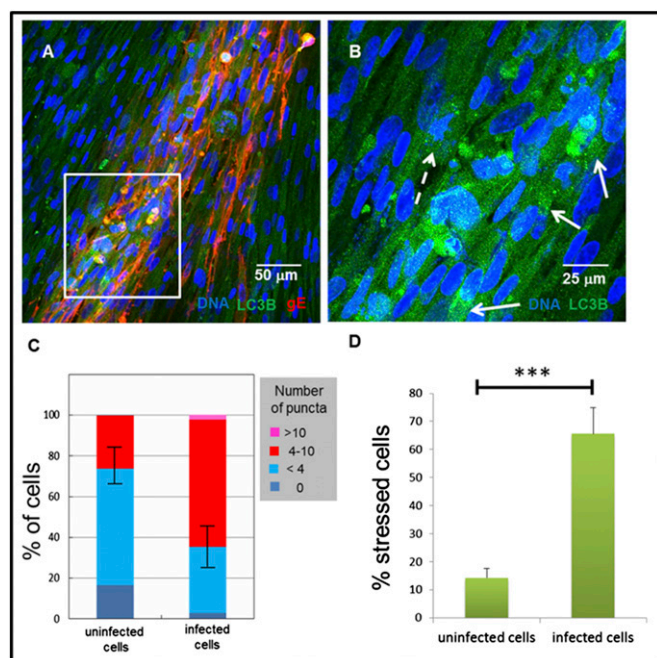 A
50 µm
DNA LC3B gE
B
25 µm
DNA LC3B
C
% of cells
100
80
60
40
20
0
uninfected
cells
infected
cells
Number
of puncta
>10
4-10
< 4
0
D
% stressed cells
80
70
60
50
40
30
20
10
0
***
uninfected cells
infected cells